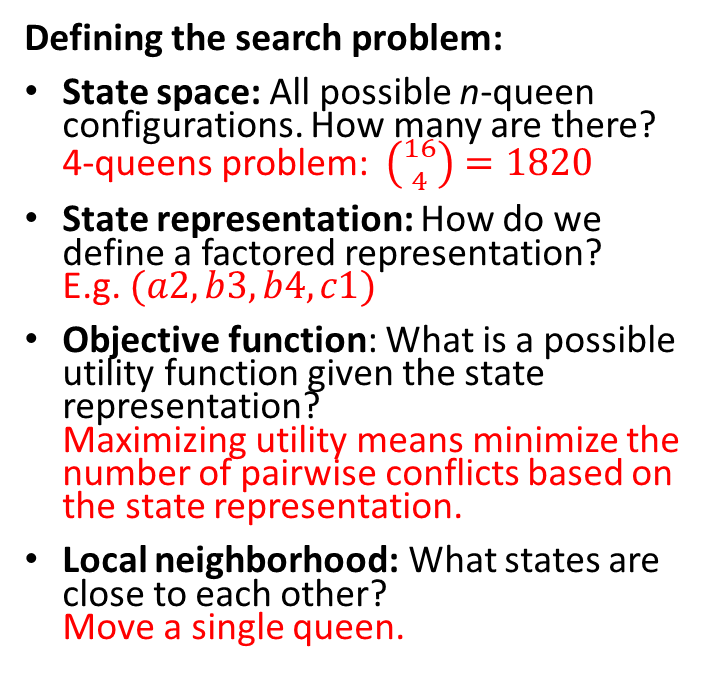 Defining the search problem:
• State space: All possible n-queen
configurations. How many are there?
4-queens problem: (16 4) = 1820
• State representation: How do we
define a factored representation?
E.g. (a2, b3, b4, c1)
• Objective function: What is a possible
utility function given the state
representation?
Maximizing utility means minimize the
number of pairwise conflicts based on
the state representation.
• Local neighborhood: What states are
close to each other?
Move a single queen.